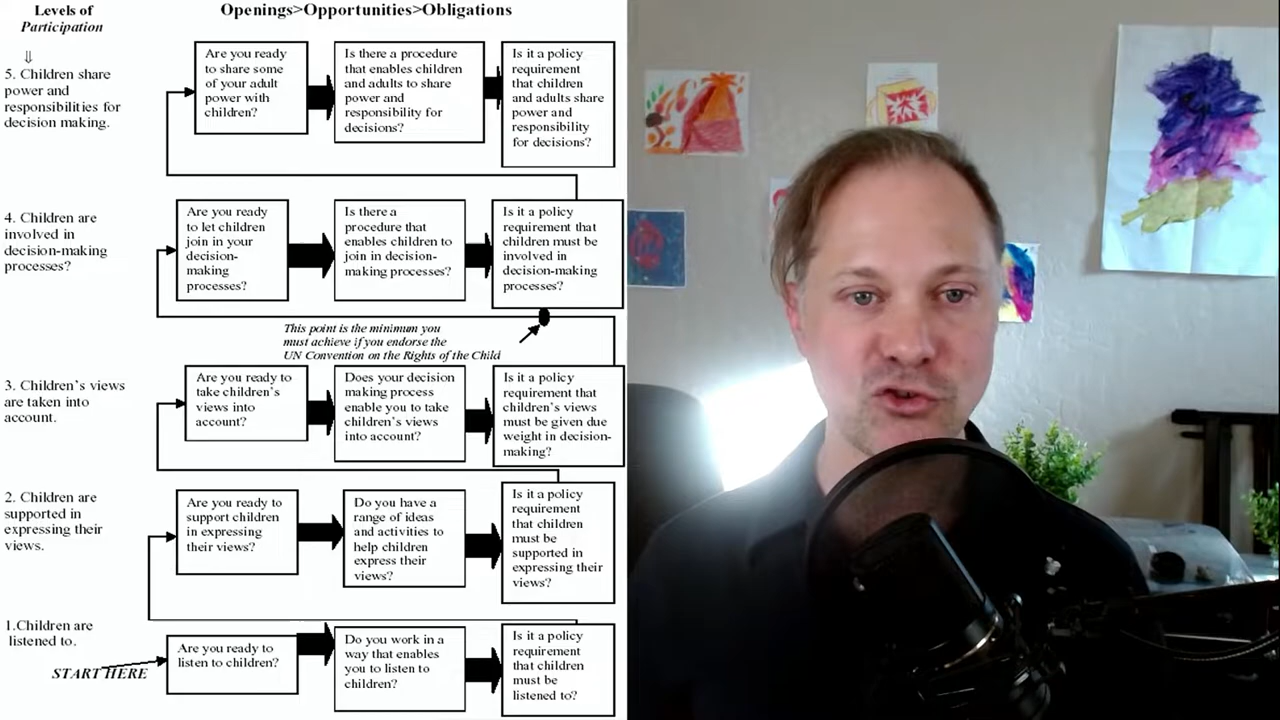 Levels of
Participation
⇓
Openings>Opportunities>Obligations
5. Children share
power and
responsibilities for
decision making.
Are you ready
to share some
of your adult
power with
children?
Is there a procedure
that enables children
and adults to share
power and
responsibility for
decisions?
Is it a policy
requirement
that children
and adults share
power and
responsibility
for decisions?
4. Children are
involved in
decision-making
processes?
Are you ready
to let children
join in your
decision-
making
processes?
Is there a
procedure that
enables children to
join in decision-
making processes?
Is it a policy
requirement that
children must be
involved in
decision-making
processes?
This point is the minimum you
must achieve if you endorse the
UN Convention on the Rights of the Child
3. Children's views
are taken into
account.
Are you ready to
take children's
views into
account?
Does your decision
making process
enable you to take
children's views
into account?
Is it a policy
requirement that
children's views
must be given due
weight in decision-
making?
2. Children are
supported in
expressing their
views.
Are you ready to
support children
in expressing
their views?
Do you have a
range of ideas
and activities to
help children
express their
views?
Is it a policy
requirement
that children
must be
supported in
expressing their
views?
1.Children are
listened to.
START HERE
Are you ready to
listen to children?
Do you work in a
way that enables
you to listen to
children?
Is it a policy
requirement
that children
must be
listened to?